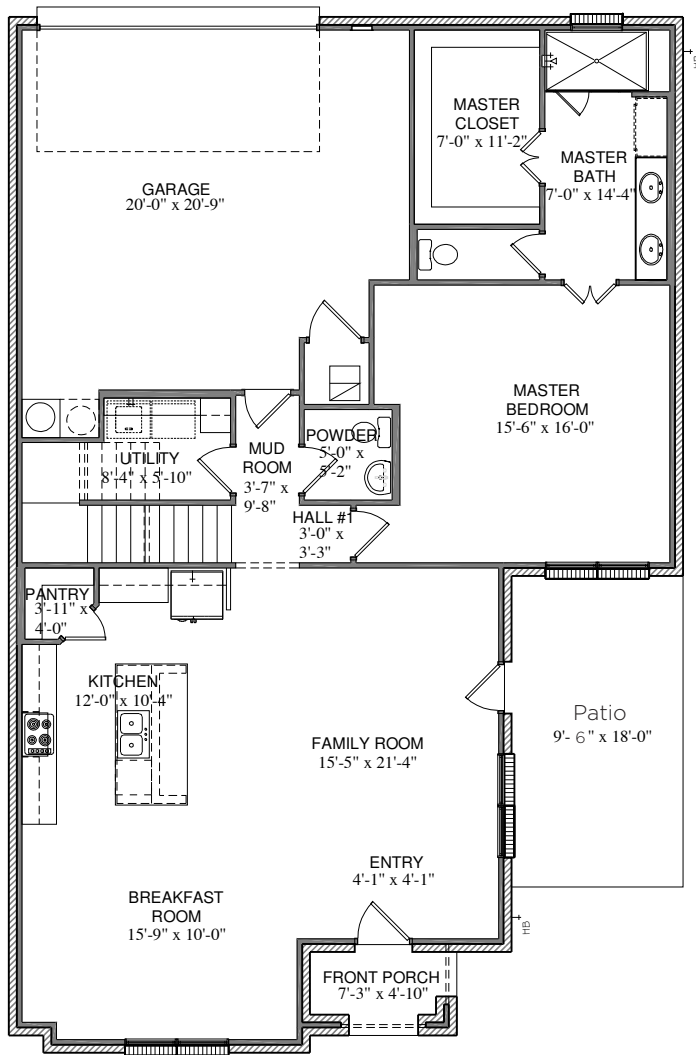 HB
MASTER
CLOSET
7'-0" x 11'-2"
MASTER
BATH
7'-0" x 14'-4"
GARAGE
20'-0" x 20'-9"
MASTER
BEDROOM
15'-6" x 16'-0"
UTILITY
8'-4" x 5'-10"
MUD
ROOM
3'-7" x
9'-8"
POWDER
5'-0" x
5'-2"
HALL #1
3'-0" x
3'-3"
PANTRY
3'-11" x
4'-0"
KITCHEN
12'-0" x 10'-4"
FAMILY ROOM
15'-5" x 21'-4"
Patio
9'- 6" x 18'-0"
ENTRY
4'-1" x 4'-1"
BREAKFAST
ROOM
15'-9" x 10'-0"
HB
FRONT PORCH
7'-3" x 4'-10"